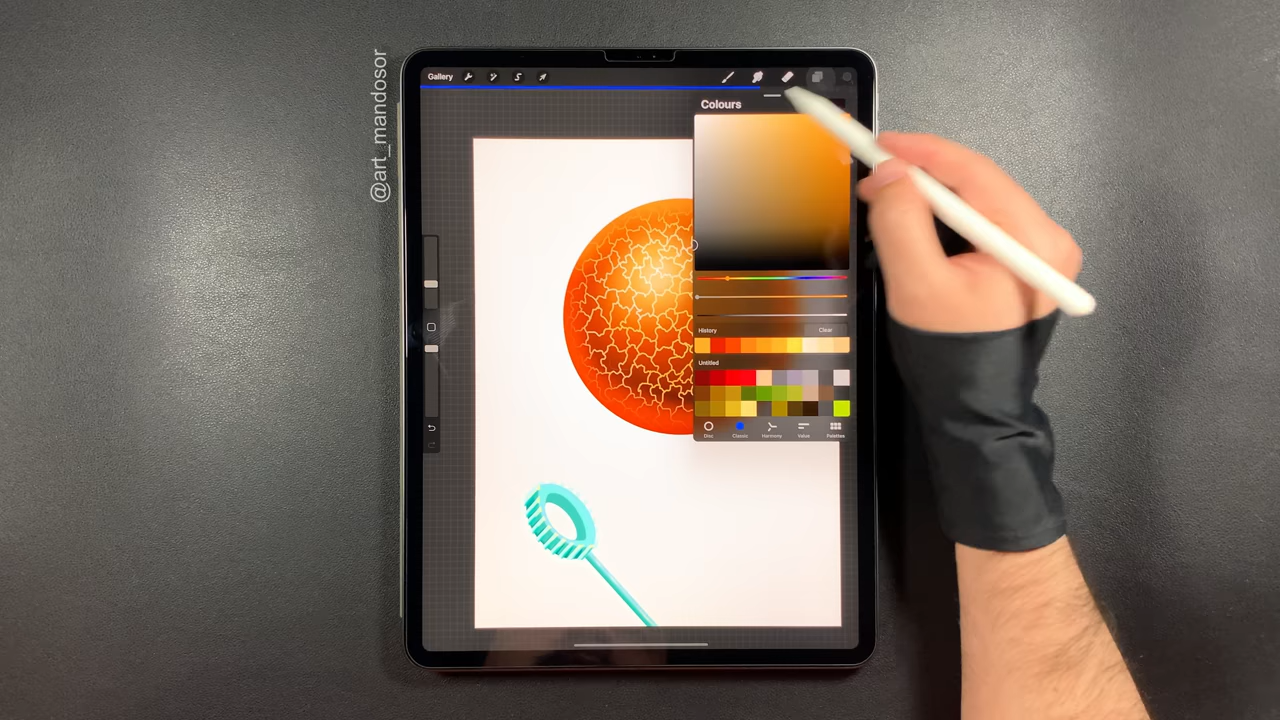 @art_mandosor
Gallery
Colours
History
Clear
Untitled
Disc
Classic
Harmony
Value
Palettes